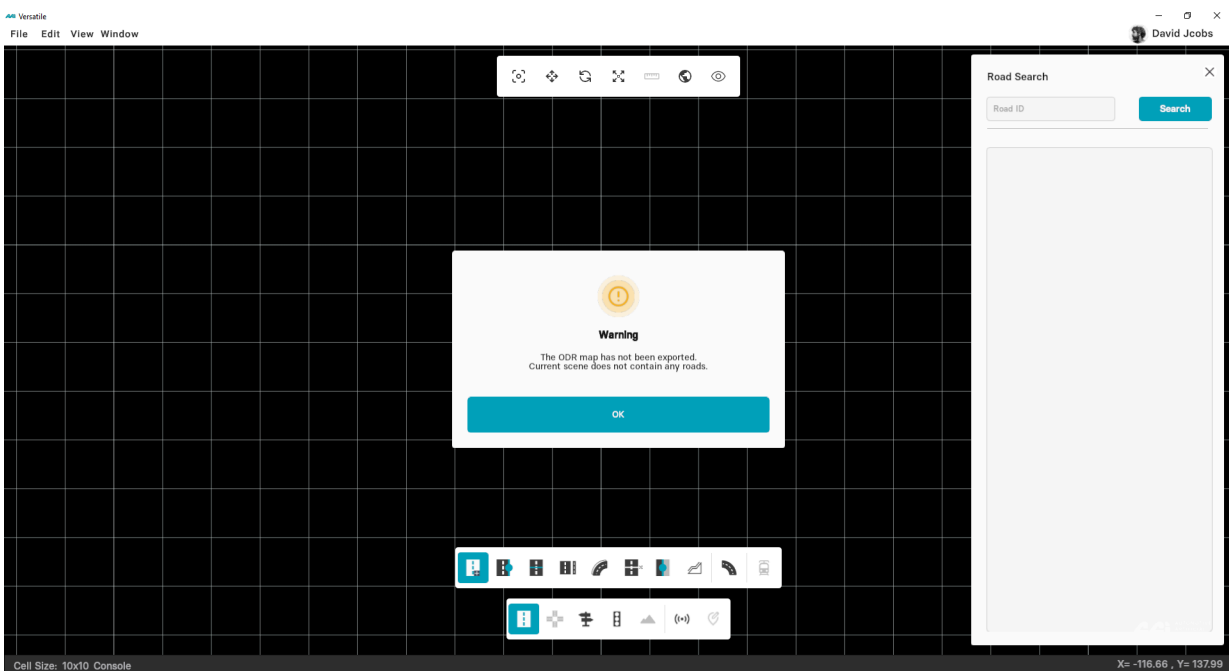 Versatile
File Edit View Window
David Jcobs
Road Search
Road ID
Search
Warning
The ODR map has not been exported.
Current scene does not contain any roads.
OK
Cell Size: 10x10 Console
X= -116.66 , Y= 137.99